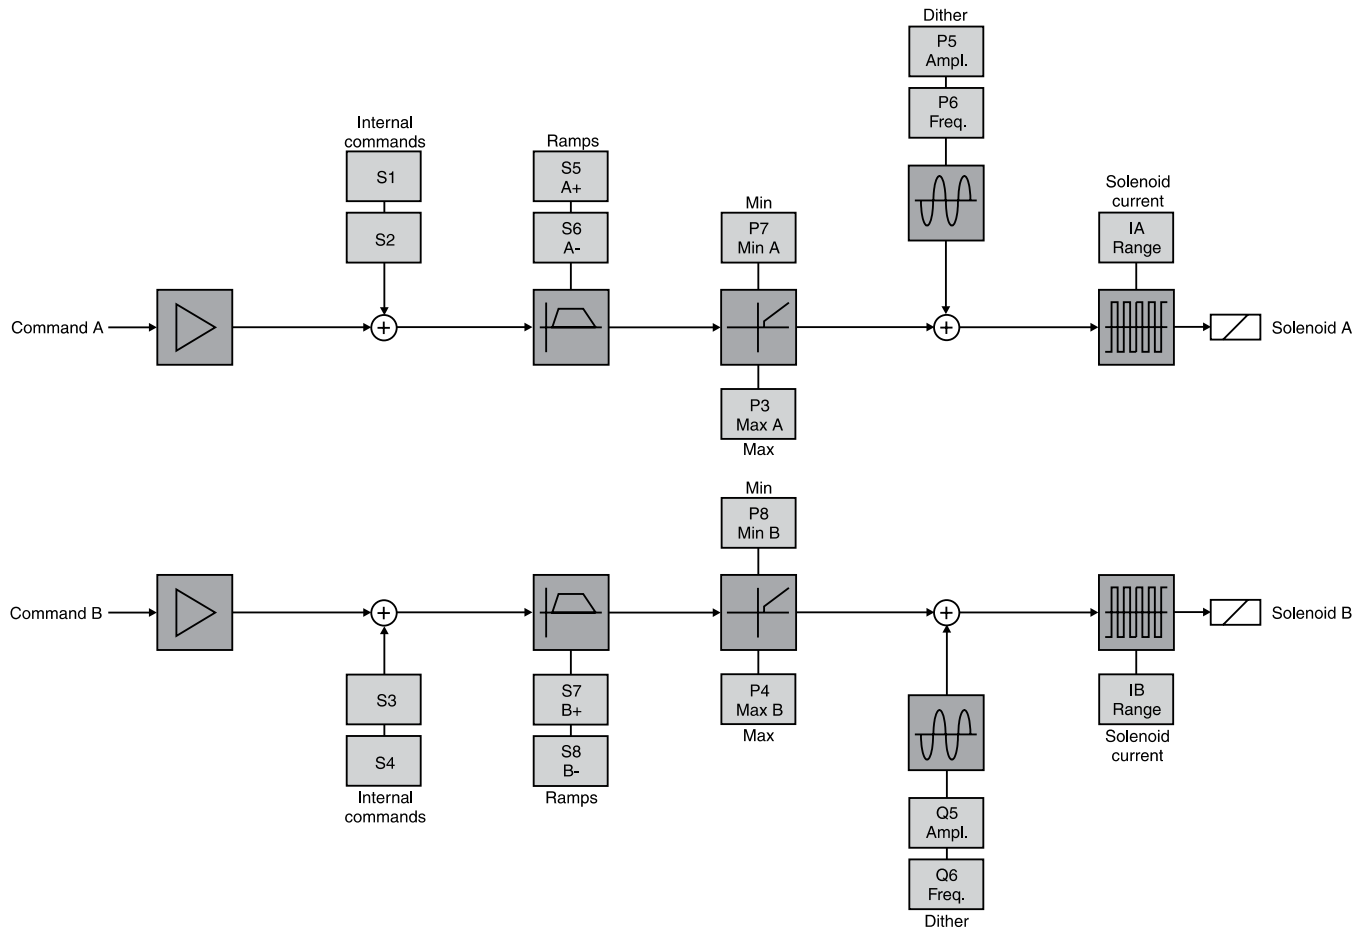 Dither
P5
Ampl.
P6
Freq.
Internal
commands
S1
S2
Ramps
S5
A+
S6
A-
Min
P7
Min A
Solenoid
current
IA
Range
Command A
+
+
Solenoid A
P3
Max A
Max
Min
P8
Min B
Command B
+
+
Solenoid B
S3
S4
Internal
commands
S7
B+
S8
B-
Ramps
P4
Max B
Max
IB
Range
Solenoid
current
Q5
Ampl.
Q6
Freq.
Dither